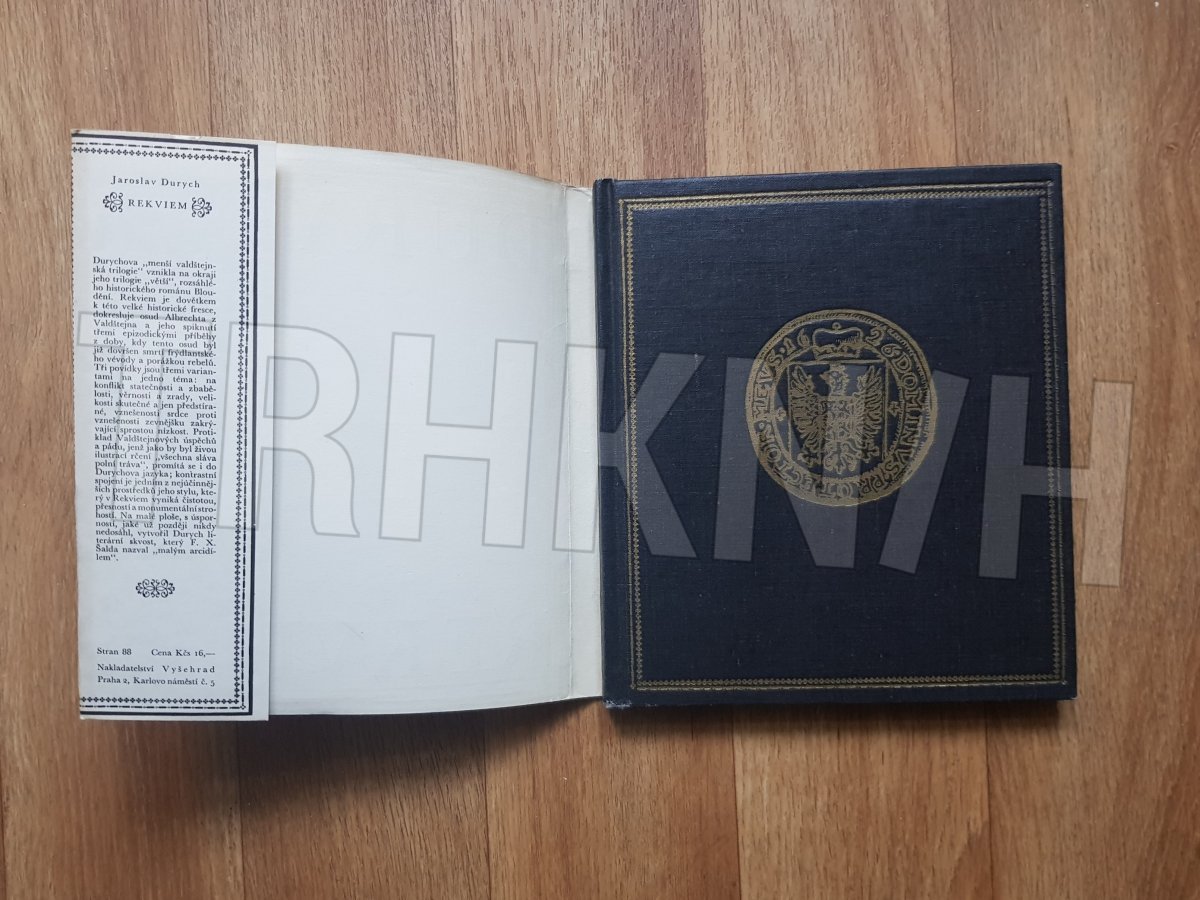 Jaroslav Durych
REKVIEM
Durychova „menší valdštejn-
ská trilogie" vznikla na okraji
jeho trilogie „větší", rozsáhlé-
ho historického románu Blou-
dění. Rekviem je dovětkem
k této velké historické fresce,
dokresluje osud Albrechta z
Valdštejna a jeho spiknutí
třemi epizodickými příběhy
z doby, kdy tento osud byl
již dovršen smrtí frýdlantské-
ho vévody a porážkou rebelů.
Tři povídky jsou třemi varian-
tami na jedno téma: na
konflikt statečnosti a zbabě-
losti, věrnosti a zrady, veli-
kosti skutečné a jen předstíra-
né, vznešenosti srdce proti
vznešenosti zevnějšku zakrý-
vající sprostou nízkost. Proti-
klad Valdštejnových úspěchů
a pádu, jenž jako by byl živou
ilustrací rčení „všechna sláva
polní tráva", promítá se i do
Durychova jazyka; kontrastní
spojení je jedním z nejúčinněj-
ších prostředků jeho stylu, kte-
rý v Rekviem vyniká čistotou,
přesností a monumentální stro-
hostí. Na malé ploše, s úspor-
ností, jaké už později nikdy
nedosáhl, vytvořil Durych li-
terární skvost, který F. X.
Šalda nazval „malým arcidí-
lem".
Stran 88 Cena Kčs 16,—
Nakladatelství Vyšehrad
Praha 2, Karlovo náměstí č. 5
1626 DOMINVS PROTECTOR MEVS
TRHKNIH